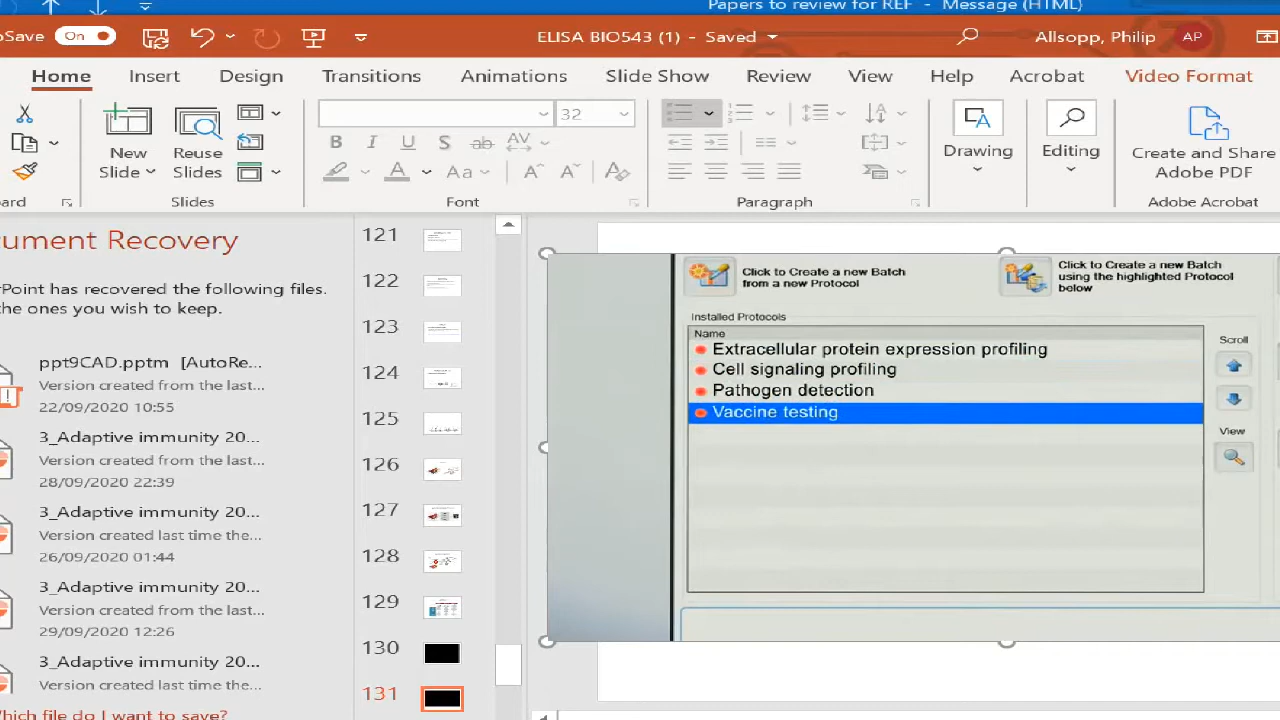 Papers to review for REF - Message (HTML)
oSave On
ELISA BIO543 (1) - Saved
Allsopp, Philip AP
Home Insert Design Transitions Animations Slide Show Review View Help Acrobat Video Format
New Slide
Reuse Slides
32
Drawing
Editing
Create and Share Adobe PDF
ard
Slides
Font
Paragraph
Adobe Acrobat
cument Recovery
rPoint has recovered the following files.
the ones you wish to keep.
ppt9CAD.pptm [AutoRe...
Version created from the last...
22/09/2020 10:55
3_Adaptive immunity 20...
Version created from the last...
28/09/2020 22:39
3_Adaptive immunity 20...
Version created last time the...
26/09/2020 01:44
3_Adaptive immunity 20...
Version created from the last...
29/09/2020 12:26
3_Adaptive immunity 20...
Version created last time the...
hich file do I want to save?
121
122
123
124
125
126
127
128
129
130
131
Click to Create a new Batch
from a new Protocol
Click to Create a new Batch
using the highlighted Protocol
below
Installed Protocols
Name
Extracellular protein expression profiling
Cell signaling profiling
Pathogen detection
Vaccine testing
Scroll
View